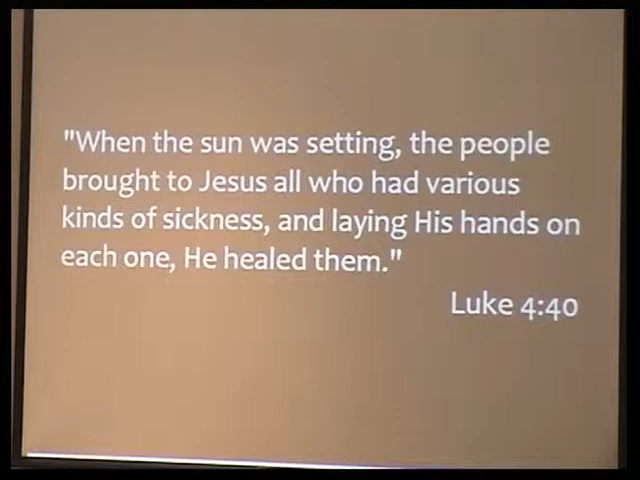 "When the sun was setting, the people
brought to Jesus all who had various
kinds of sickness, and laying His hands on
each one, He healed them."
Luke 4:40